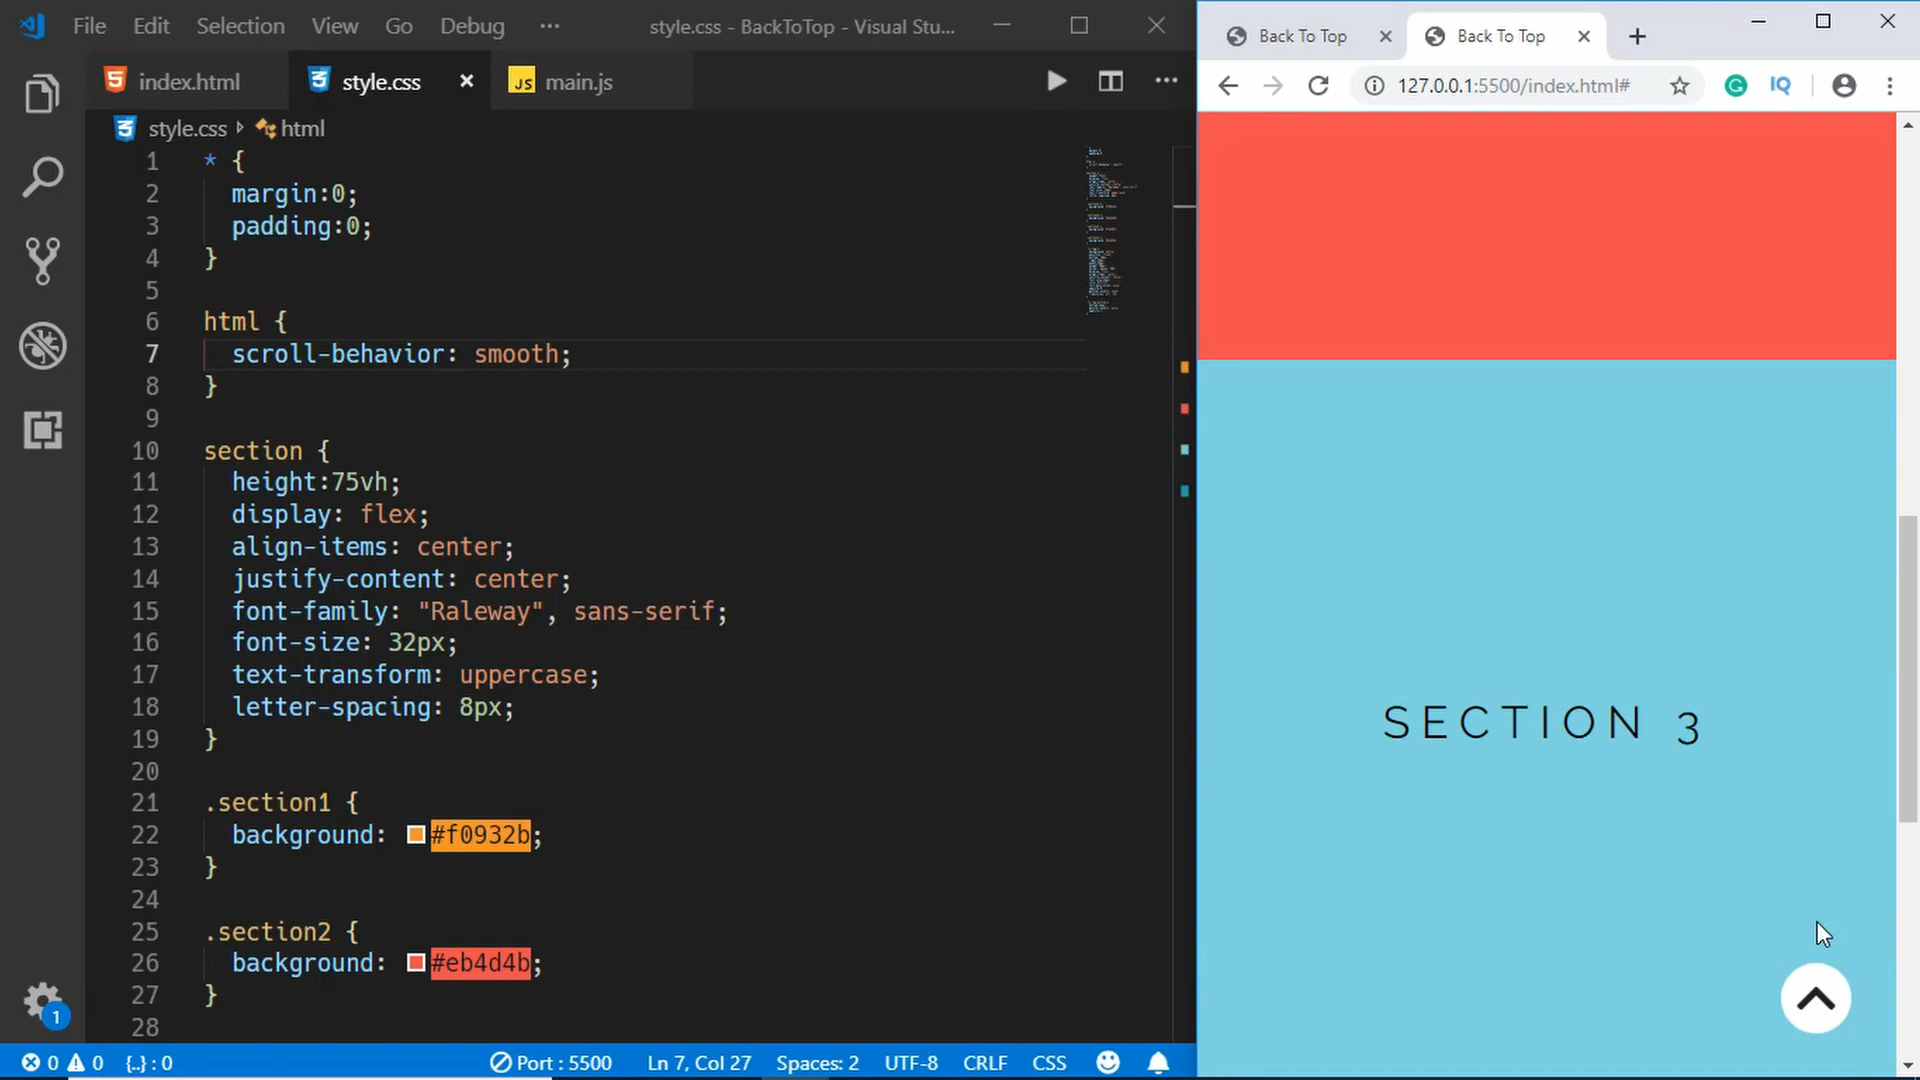 File Edit Selection View Go Debug ··· style.css - BackToTop - Visual Stu...
index.html style.css main.js
style.css html
1 * {
2 margin:0;
3 padding:0;
4 }
5
6 html {
7 scroll-behavior: smooth;
8 }
9
10 section {
11 height:75vh;
12 display: flex;
13 align-items: center;
14 justify-content: center;
15 font-family: "Raleway", sans-serif;
16 font-size: 32px;
17 text-transform: uppercase;
18 letter-spacing: 8px;
19 }
20
21 .section1 {
22 background: #f0932b;
23 }
24
25 .section2 {
26 background: #eb4d4b;
27 }
28
1
0 0 {..} : 0 Port : 5500 Ln 7, Col 27 Spaces: 2 UTF-8 CRLF CSS
Back To Top Back To Top
127.0.0.1:5500/index.html# IQ
SECTION 3